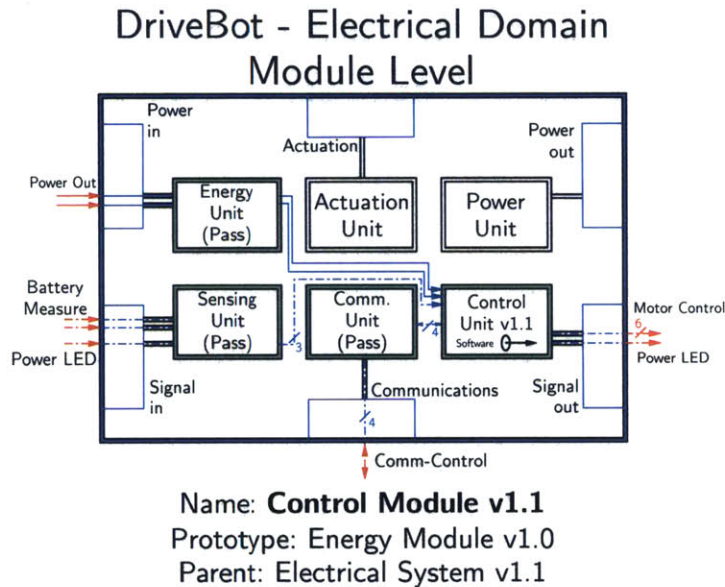 DriveBot - Electrical Domain
Module Level
Power
in
Actuation
Power
out
Power Out
Energy
Unit
(Pass)
Actuation
Unit
Power
Unit
Battery
Measure
Power LED
Sensing
Unit
(Pass)
3
Comm.
Unit
(Pass)
4
Control
Unit v1.1
Software
Motor Control
6
Power LED
Signal
in
Communications
4
Signal
out
Comm-Control
Name: Control Module v1.1
Prototype: Energy Module v1.0
Parent: Electrical System v1.1